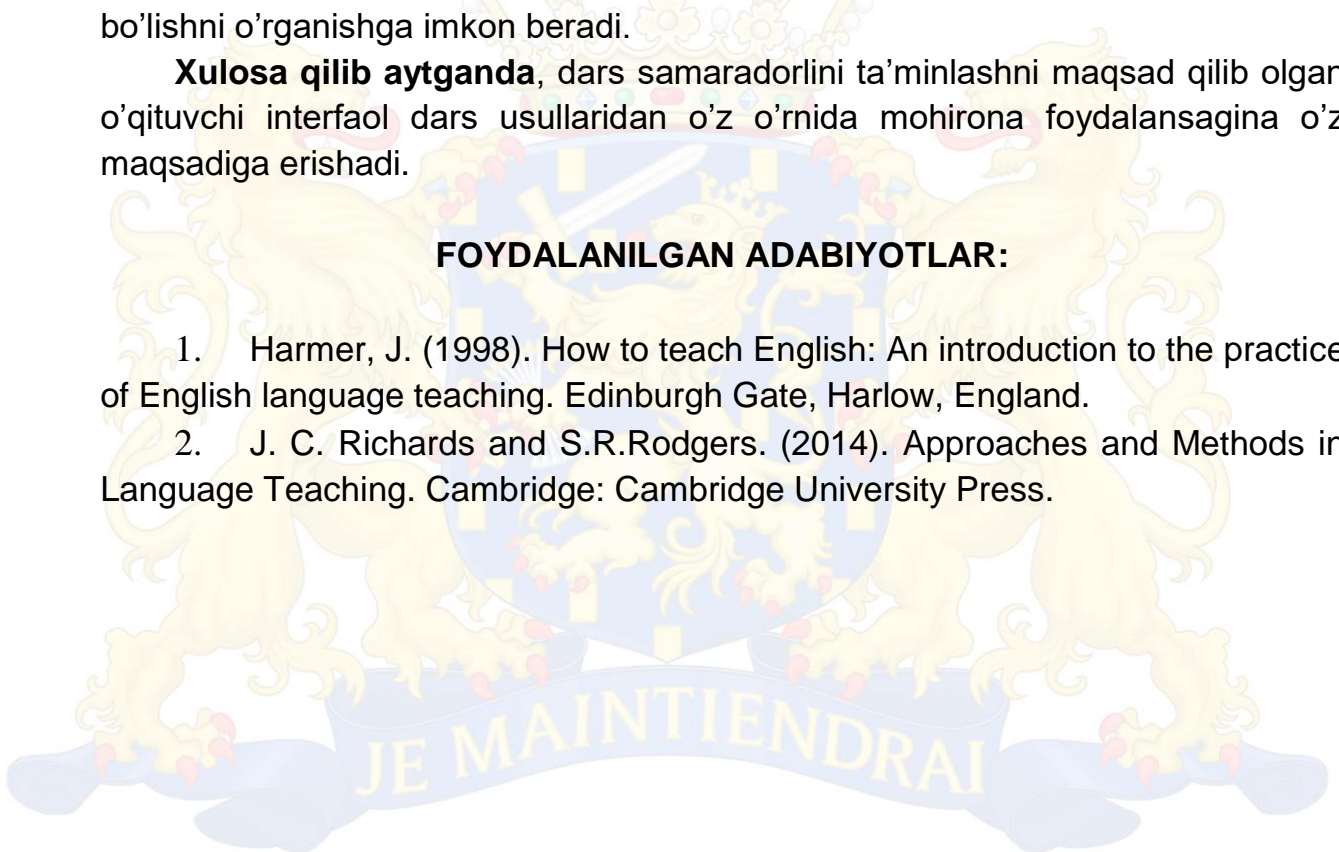 bo’lishni o’rganishga imkon beradi.
Xulosa qilib aytganda, dars samaradorlini ta’minlashni maqsad qilib olgan
o’qituvchi interfaol dars usullaridan o’z o’rnida mohirona foydalansagina o’z
maqsadiga erishadi.
FOYDALANILGAN ADABIYOTLAR:
1. Harmer, J. (1998). How to teach English: An introduction to the practice
of English language teaching. Edinburgh Gate, Harlow, England.
2. J. C. Richards and S.R.Rodgers. (2014). Approaches and Methods in
Language Teaching. Cambridge: Cambridge University Press.
JE MAINTIENDRAI